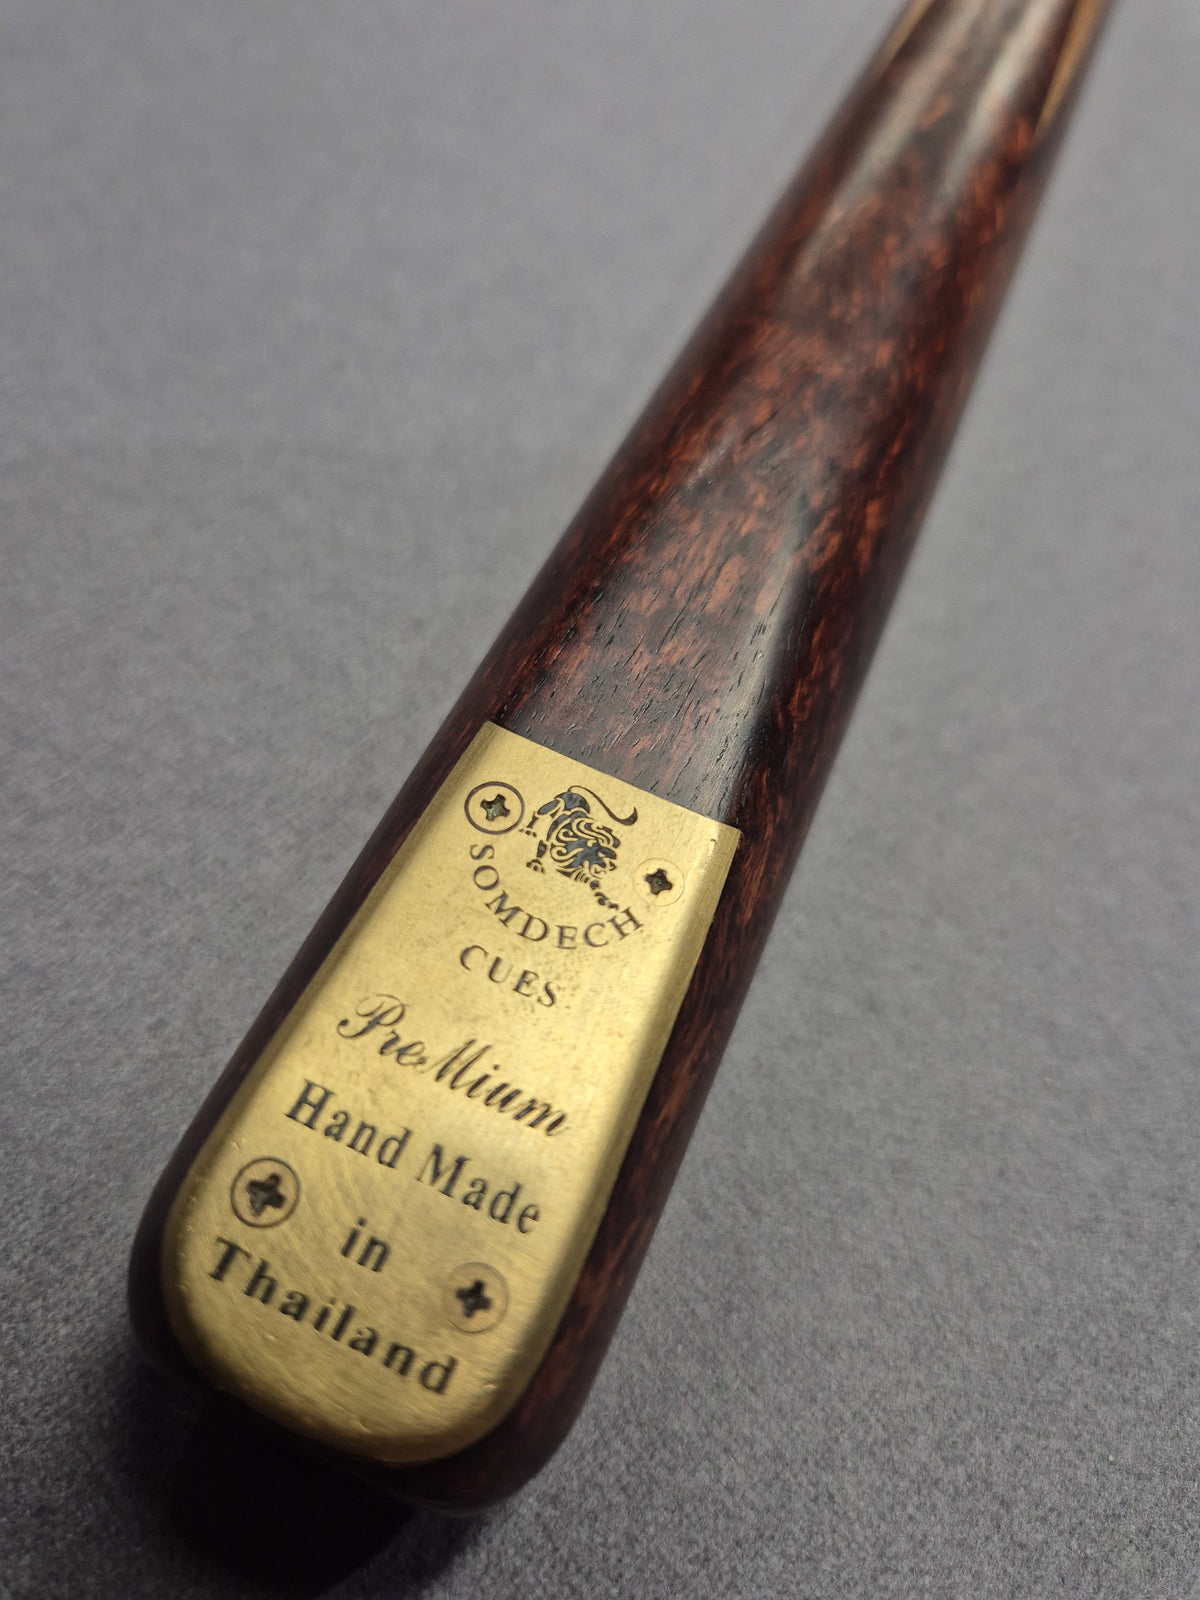 SOMDECH
CUES
PreMium
Hand Made
in
Thailand